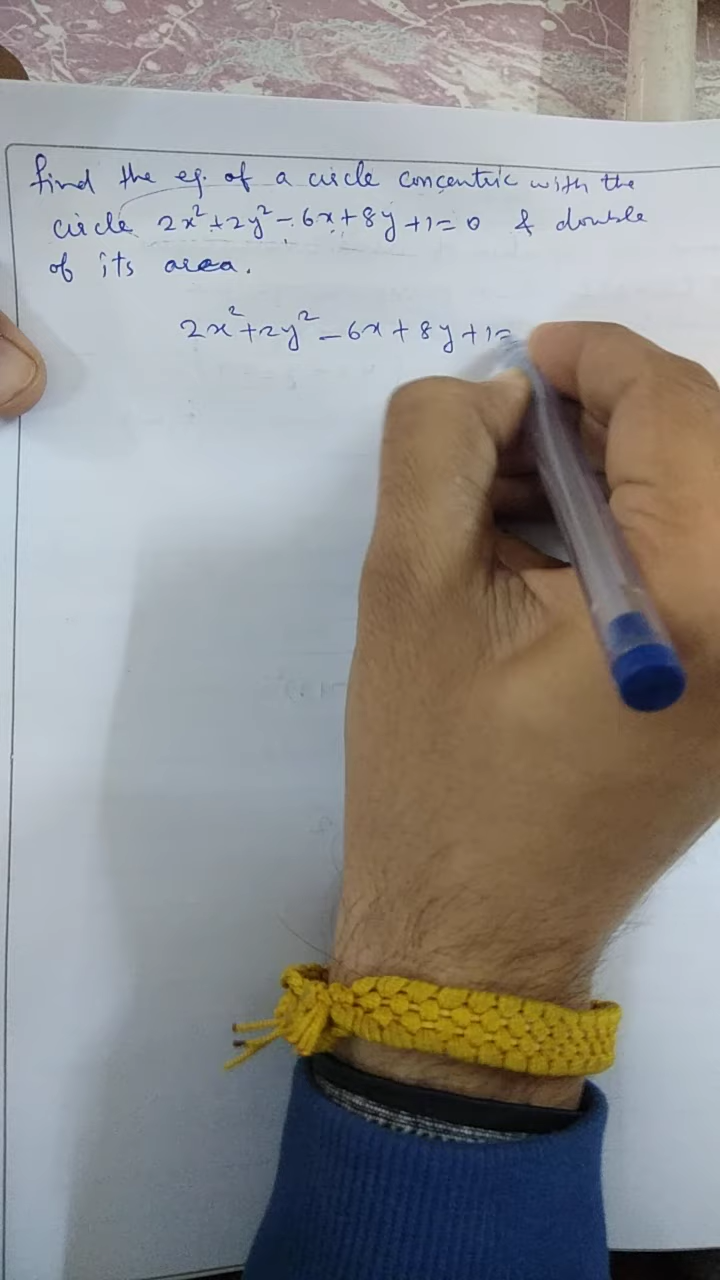 find the eq. of a circle concentric with the
circle 2x²+2y²-6x+8y+1=0 & double
of its area.
2x²+2y²-6x+8y+1=